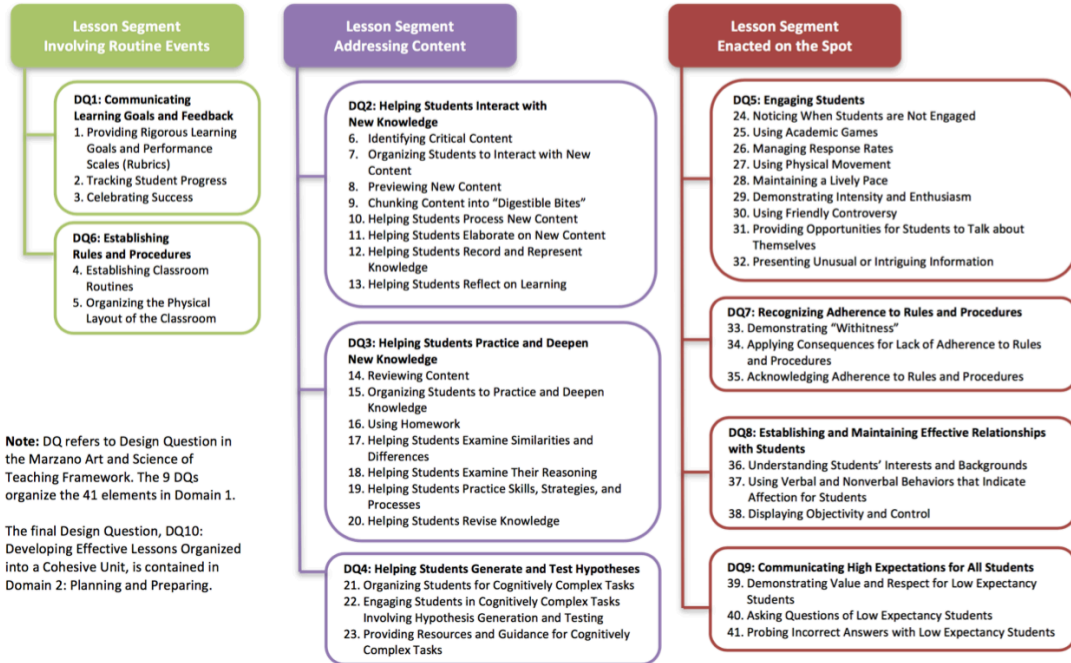 Lesson Segment
Involving Routine Events
DQ1: Communicating
Learning Goals and Feedback
1. Providing Rigorous Learning
Goals and Performance
Scales (Rubrics)
2. Tracking Student Progress
3. Celebrating Success
DQ6: Establishing
Rules and Procedures
4. Establishing Classroom
Routines
5. Organizing the Physical
Layout of the Classroom
Note: DQ refers to Design Question in
the Marzano Art and Science of
Teaching Framework. The 9 DQs
organize the 41 elements in Domain 1.
The final Design Question, DQ10:
Developing Effective Lessons Organized
into a Cohesive Unit, is contained in
Domain 2: Planning and Preparing.
Lesson Segment
Addressing Content
DQ2: Helping Students Interact with
New Knowledge
6. Identifying Critical Content
7. Organizing Students to Interact with New
Content
8. Previewing New Content
9. Chunking Content into “Digestible Bites”
10. Helping Students Process New Content
11. Helping Students Elaborate on New Content
12. Helping Students Record and Represent
Knowledge
13. Helping Students Reflect on Learning
DQ3: Helping Students Practice and Deepen
New Knowledge
14. Reviewing Content
15. Organizing Students to Practice and Deepen
Knowledge
16. Using Homework
17. Helping Students Examine Similarities and
Differences
18. Helping Students Examine Their Reasoning
19. Helping Students Practice Skills, Strategies, and
Processes
20. Helping Students Revise Knowledge
DQ4: Helping Students Generate and Test Hypotheses
21. Organizing Students for Cognitively Complex Tasks
22. Engaging Students in Cognitively Complex Tasks
Involving Hypothesis Generation and Testing
23. Providing Resources and Guidance for Cognitively
Complex Tasks
Lesson Segment
Enacted on the Spot
DQ5: Engaging Students
24. Noticing When Students are Not Engaged
25. Using Academic Games
26. Managing Response Rates
27. Using Physical Movement
28. Maintaining a Lively Pace
29. Demonstrating Intensity and Enthusiasm
30. Using Friendly Controversy
31. Providing Opportunities for Students to Talk about
Themselves
32. Presenting Unusual or Intriguing Information
DQ7: Recognizing Adherence to Rules and Procedures
33. Demonstrating “Withitness”
34. Applying Consequences for Lack of Adherence to Rules
and Procedures
35. Acknowledging Adherence to Rules and Procedures
DQ8: Establishing and Maintaining Effective Relationships
with Students
36. Understanding Students’ Interests and Backgrounds
37. Using Verbal and Nonverbal Behaviors that Indicate
Affection for Students
38. Displaying Objectivity and Control
DQ9: Communicating High Expectations for All Students
39. Demonstrating Value and Respect for Low Expectancy
Students
40. Asking Questions of Low Expectancy Students
41. Probing Incorrect Answers with Low Expectancy Students